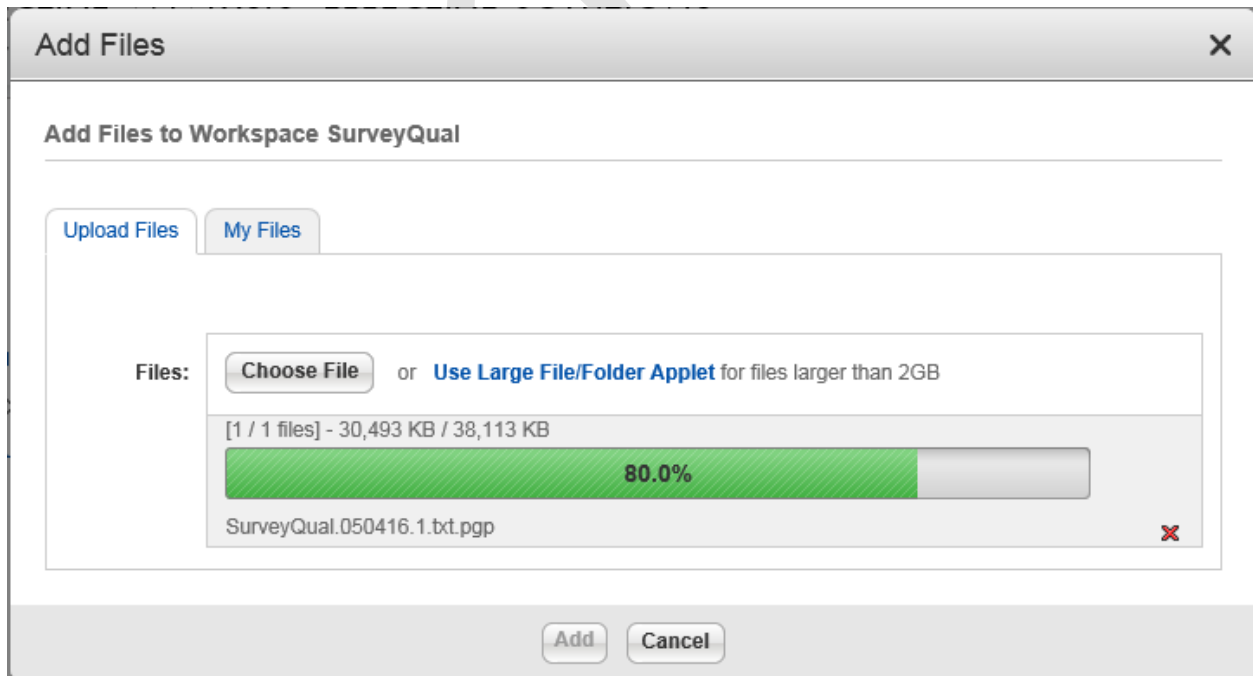 Add Files
Add Files to Workspace SurveyQual
Upload Files My Files
Files: Choose File or Use Large File/Folder Applet for files larger than 2GB
[1 / 1 files] - 30,493 KB / 38,113 KB
80.0%
SurveyQual.050416.1.txt.pgp
Add Cancel